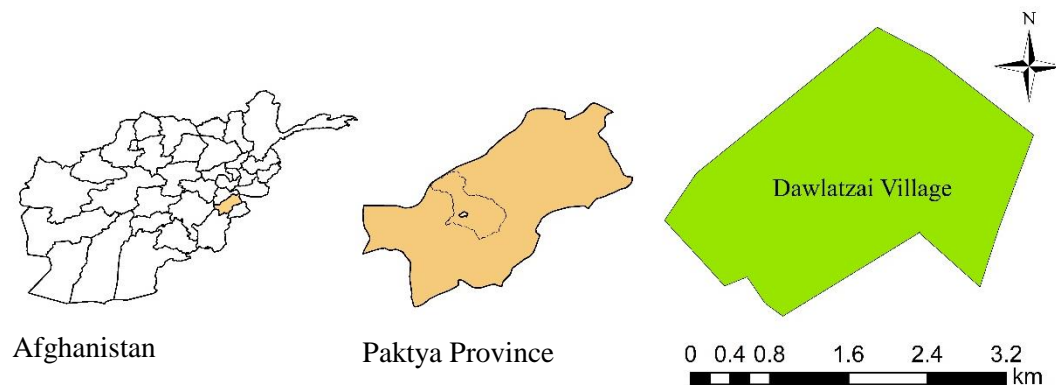 N
Dawlatzai Village
Afghanistan
Paktya Province
0 0.4 0.8 1.6 2.4 3.2
km